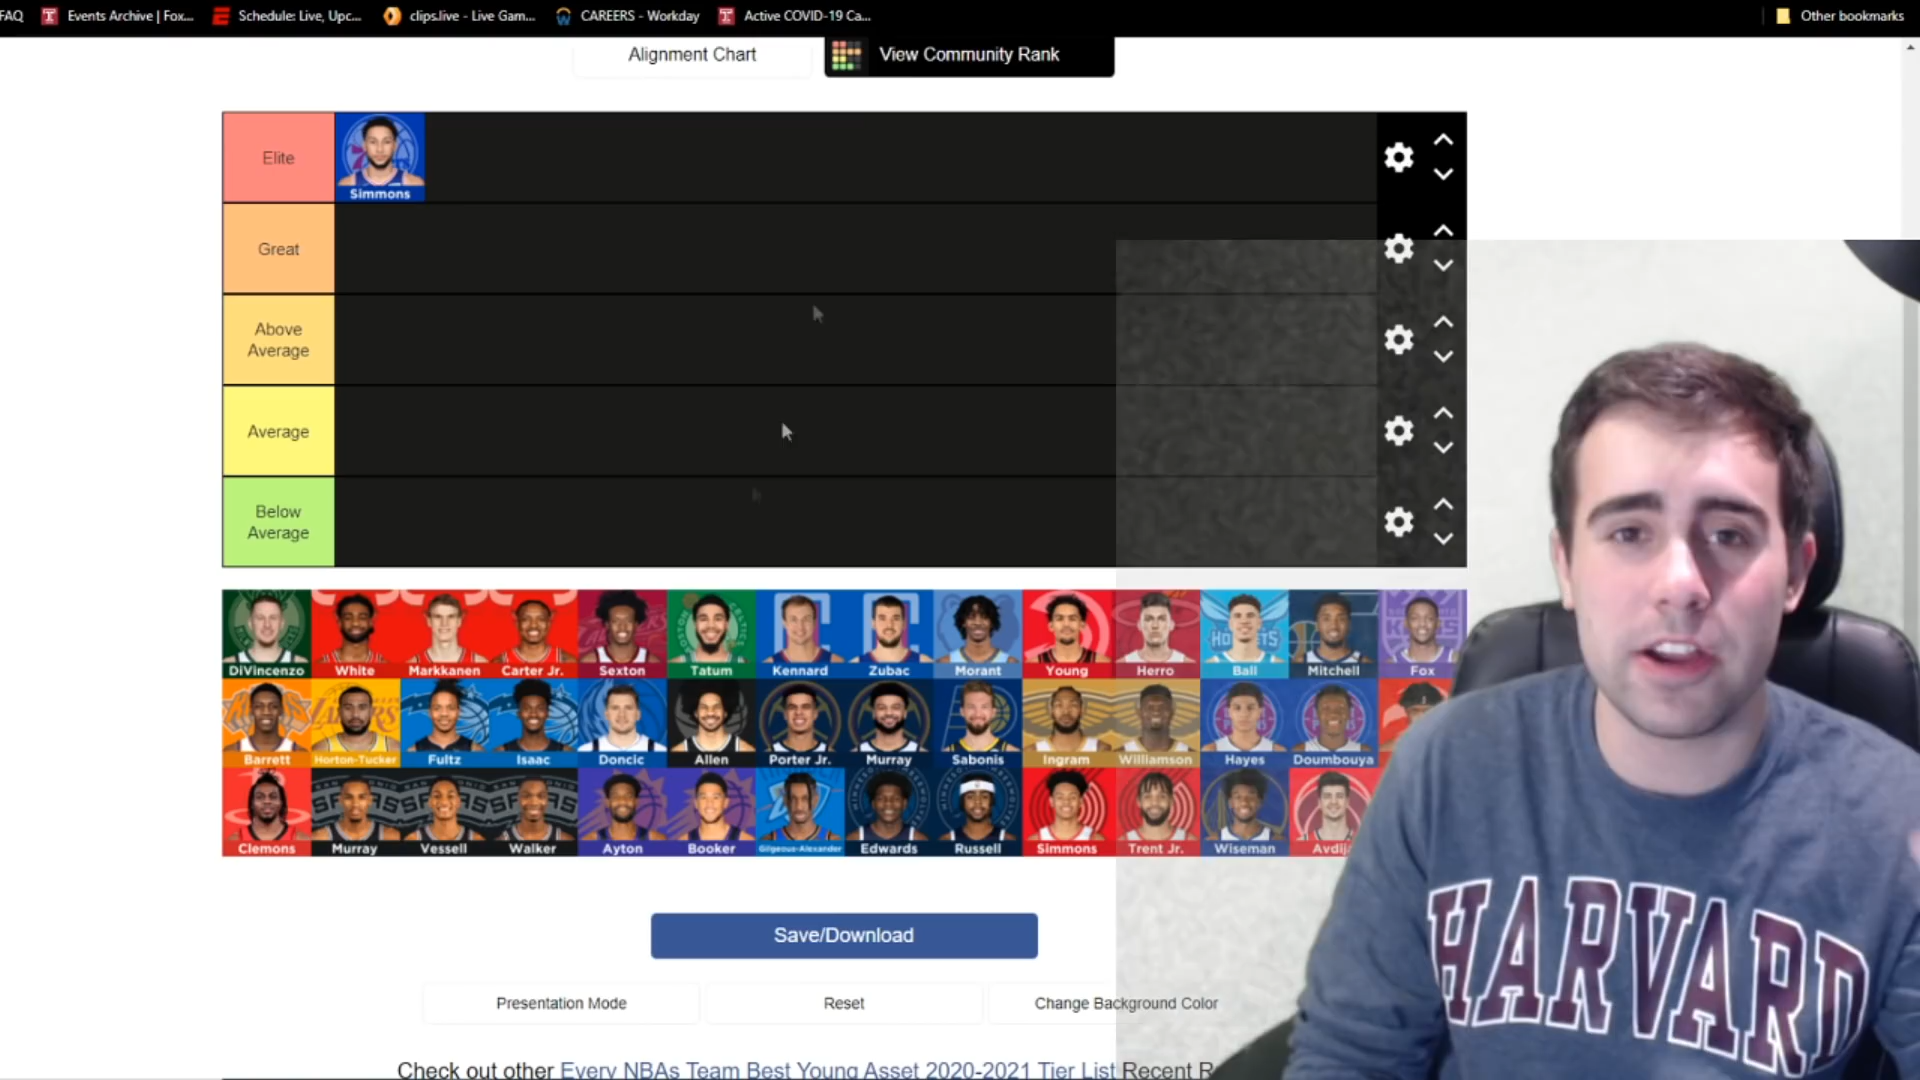 FAQ Events Archive | Fox... Schedule: Live, Upc... clips.live - Live Gam... CAREERS - Workday Active COVID-19 Ca... Other bookmarks
Alignment Chart View Community Rank
Elite
Simmons
Great
Above
Average
Average
Below
Average
DiVincenzo White Markkanen Carter Jr. Sexton Tatum Kennard Zubac Morant Young Herro Ball Mitchell Fox
Barrett Horton-Tucker Fultz Isaac Doncic Allen Porter Jr. Murray Sabonis Ingram Williamson Hayes Doumbouya
Clemons Murray Vessell Walker Ayton Booker Gilgeous-Alexander Edwards Russell Simmons Trent Jr. Wiseman Avdij
HARVARD
Save/Download
Presentation Mode Reset Change Background Color
Check out other Every NBAs Team Best Young Asset 2020-2021 Tier List Recent R